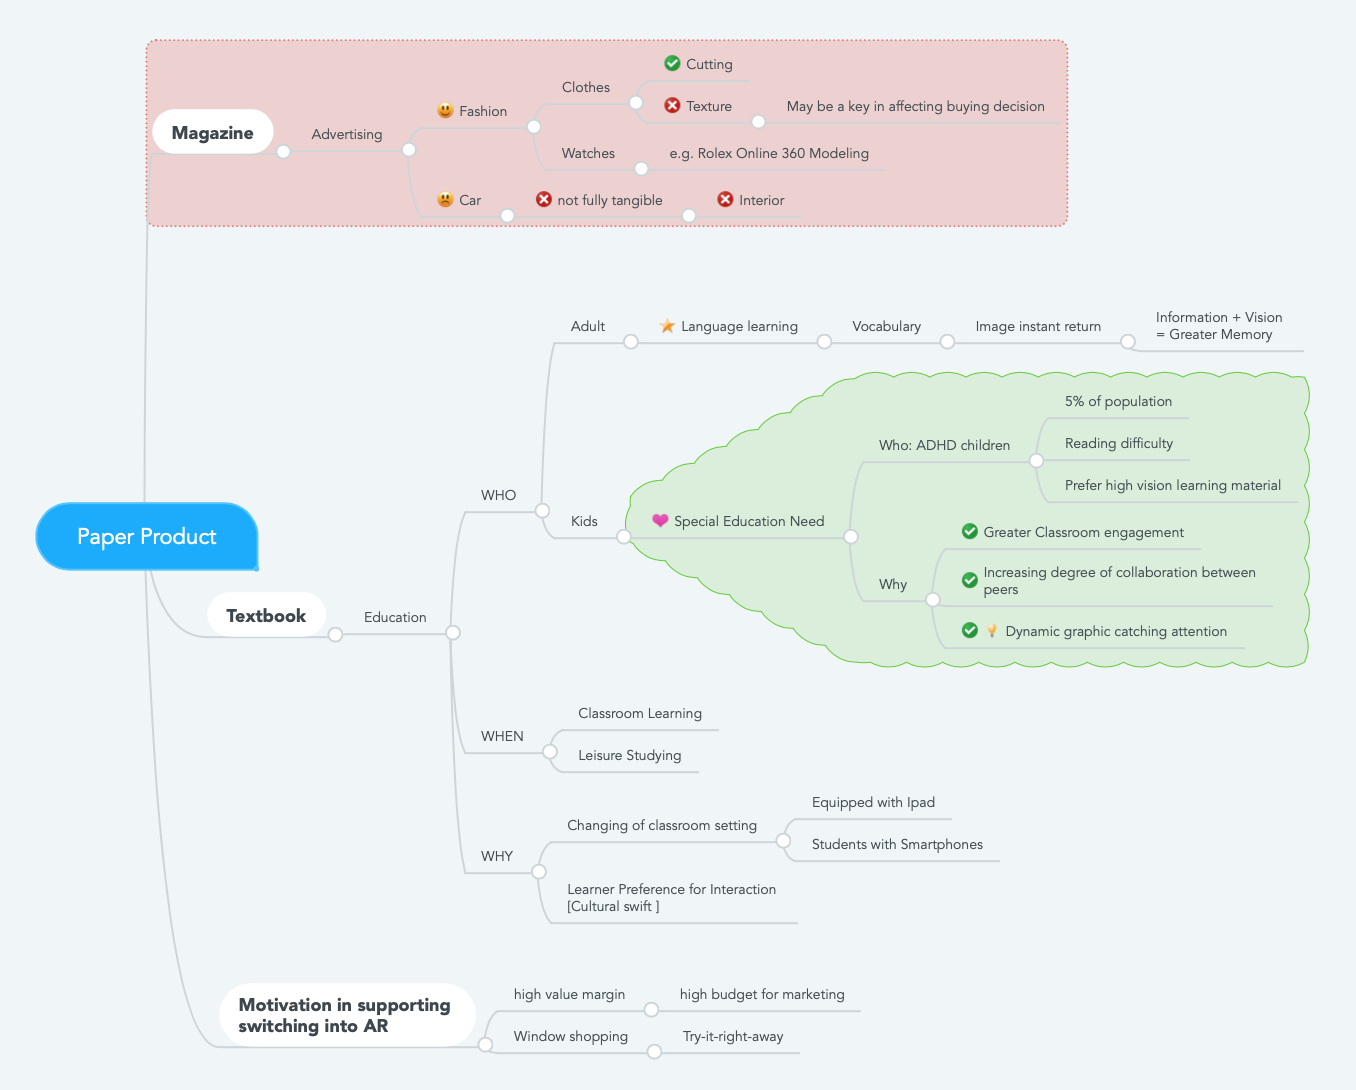 Cutting
Clothes
Texture
May be a key in affecting buying decision
Fashion
Magazine
Advertising
Watches
e.g. Rolex Online 360 Modeling
Car
not fully tangible
Interior
Adult
Language learning
Vocabulary
Image instant return
Information + Vision
= Greater Memory
5% of population
Who: ADHD children
Reading difficulty
Prefer high vision learning material
WHO
Kids
Special Education Need
Greater Classroom engagement
Why
Increasing degree of collaboration between
peers
Dynamic graphic catching attention
Paper Product
Textbook
Education
WHEN
Classroom Learning
Leisure Studying
WHY
Changing of classroom setting
Equipped with Ipad
Students with Smartphones
Learner Preference for Interaction
[Cultural swift ]
Motivation in supporting
switching into AR
high value margin
high budget for marketing
Window shopping
Try-it-right-away